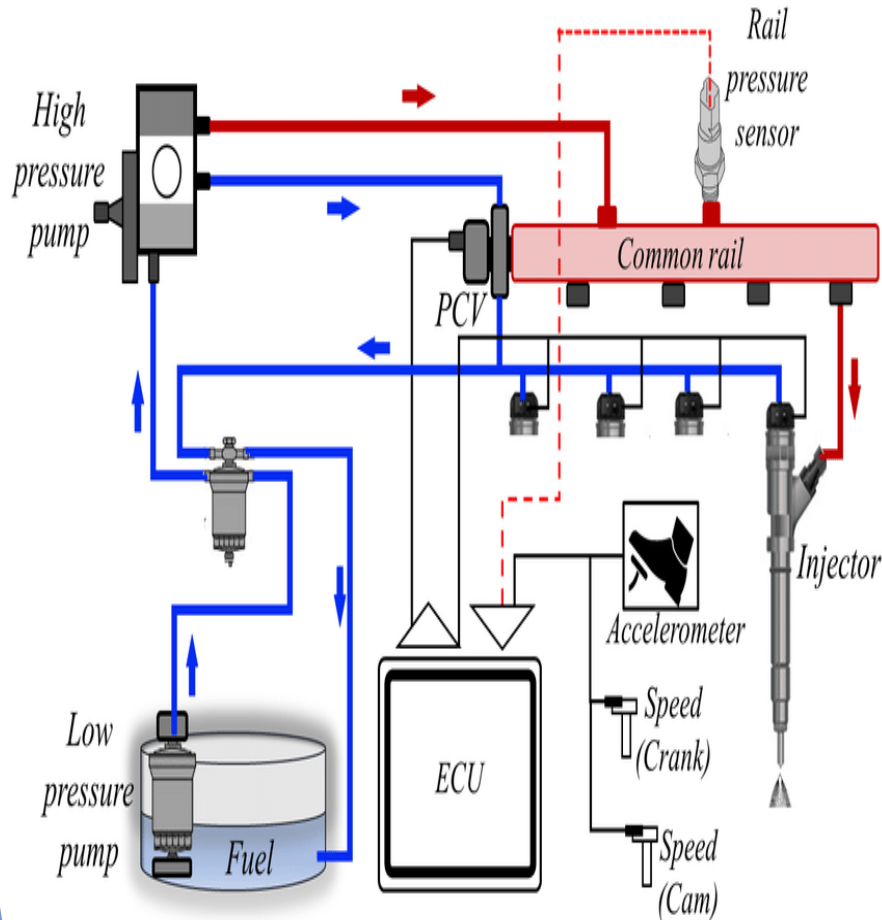 High
pressure
pump
Rail
pressure
sensor
Common rail
PCV
Injector
Accelerometer
Low
pressure
pump
Fuel
ECU
Speed
(Crank)
Speed
(Cam)